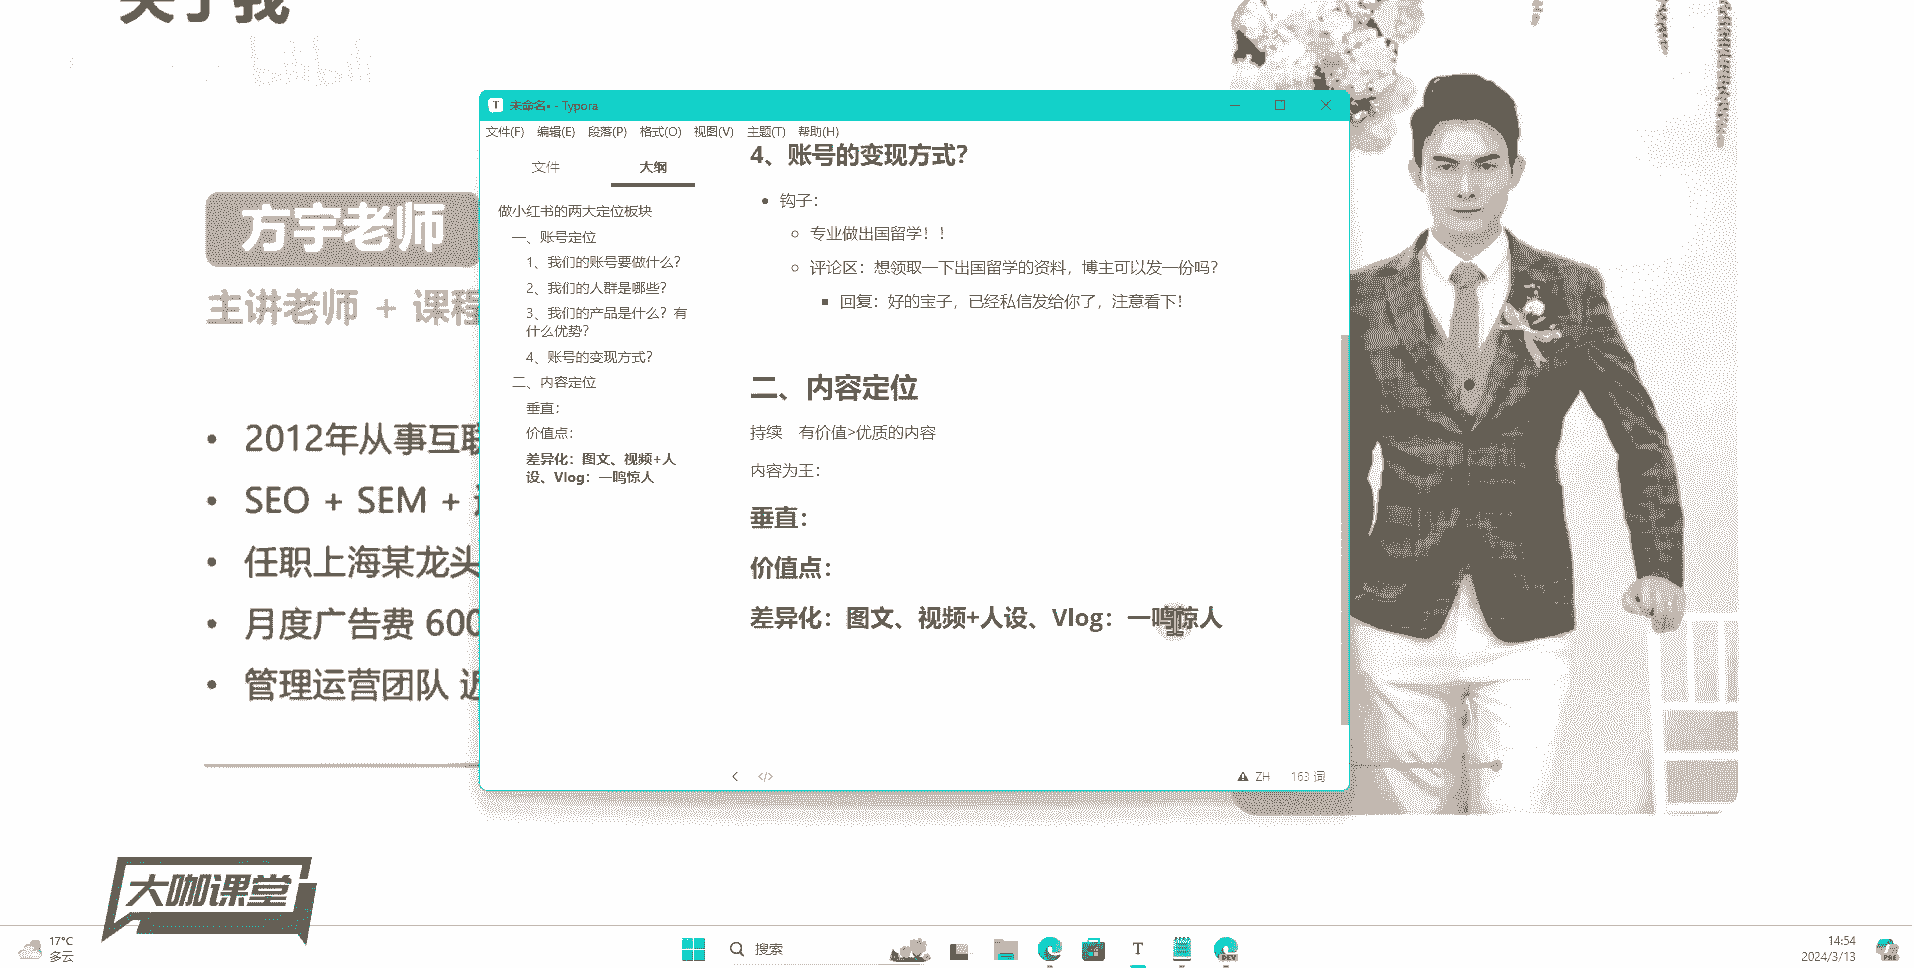 关于我
bilibili
方宇老师
主讲老师 + 课程
• 2012年从事互联
• SEO + SEM +
• 任职上海某龙头
• 月度广告费 600
• 管理运营团队 近
未命名• - Typora
文件(F) 编辑(E) 段落(P) 格式(O) 视图(V) 主题(T) 帮助(H)
文件 大纲
做小红书的两大定位板块
一、账号定位
1、我们的账号要做什么？
2、我们的人群是哪些？
3、我们的产品是什么？有
什么优势？
4、账号的变现方式？
二、内容定位
垂直：
价值点：
差异化：图文、视频+人
设、Vlog：一鸣惊人
4、账号的变现方式？
• 钩子：
○ 专业做出国留学！！
○ 评论区：想领取一下出国留学的资料，博主可以发一份吗？
▪ 回复：好的宝子，已经私信发给你了，注意看下！
二、内容定位
持续 有价值>优质的内容
内容为王：
垂直：
价值点：
差异化：图文、视频+人设、Vlog：一鸣惊人
ZH 163 词
大咖课堂
17°C
多云
搜索
DEV
14:54
2024/3/13
PRE